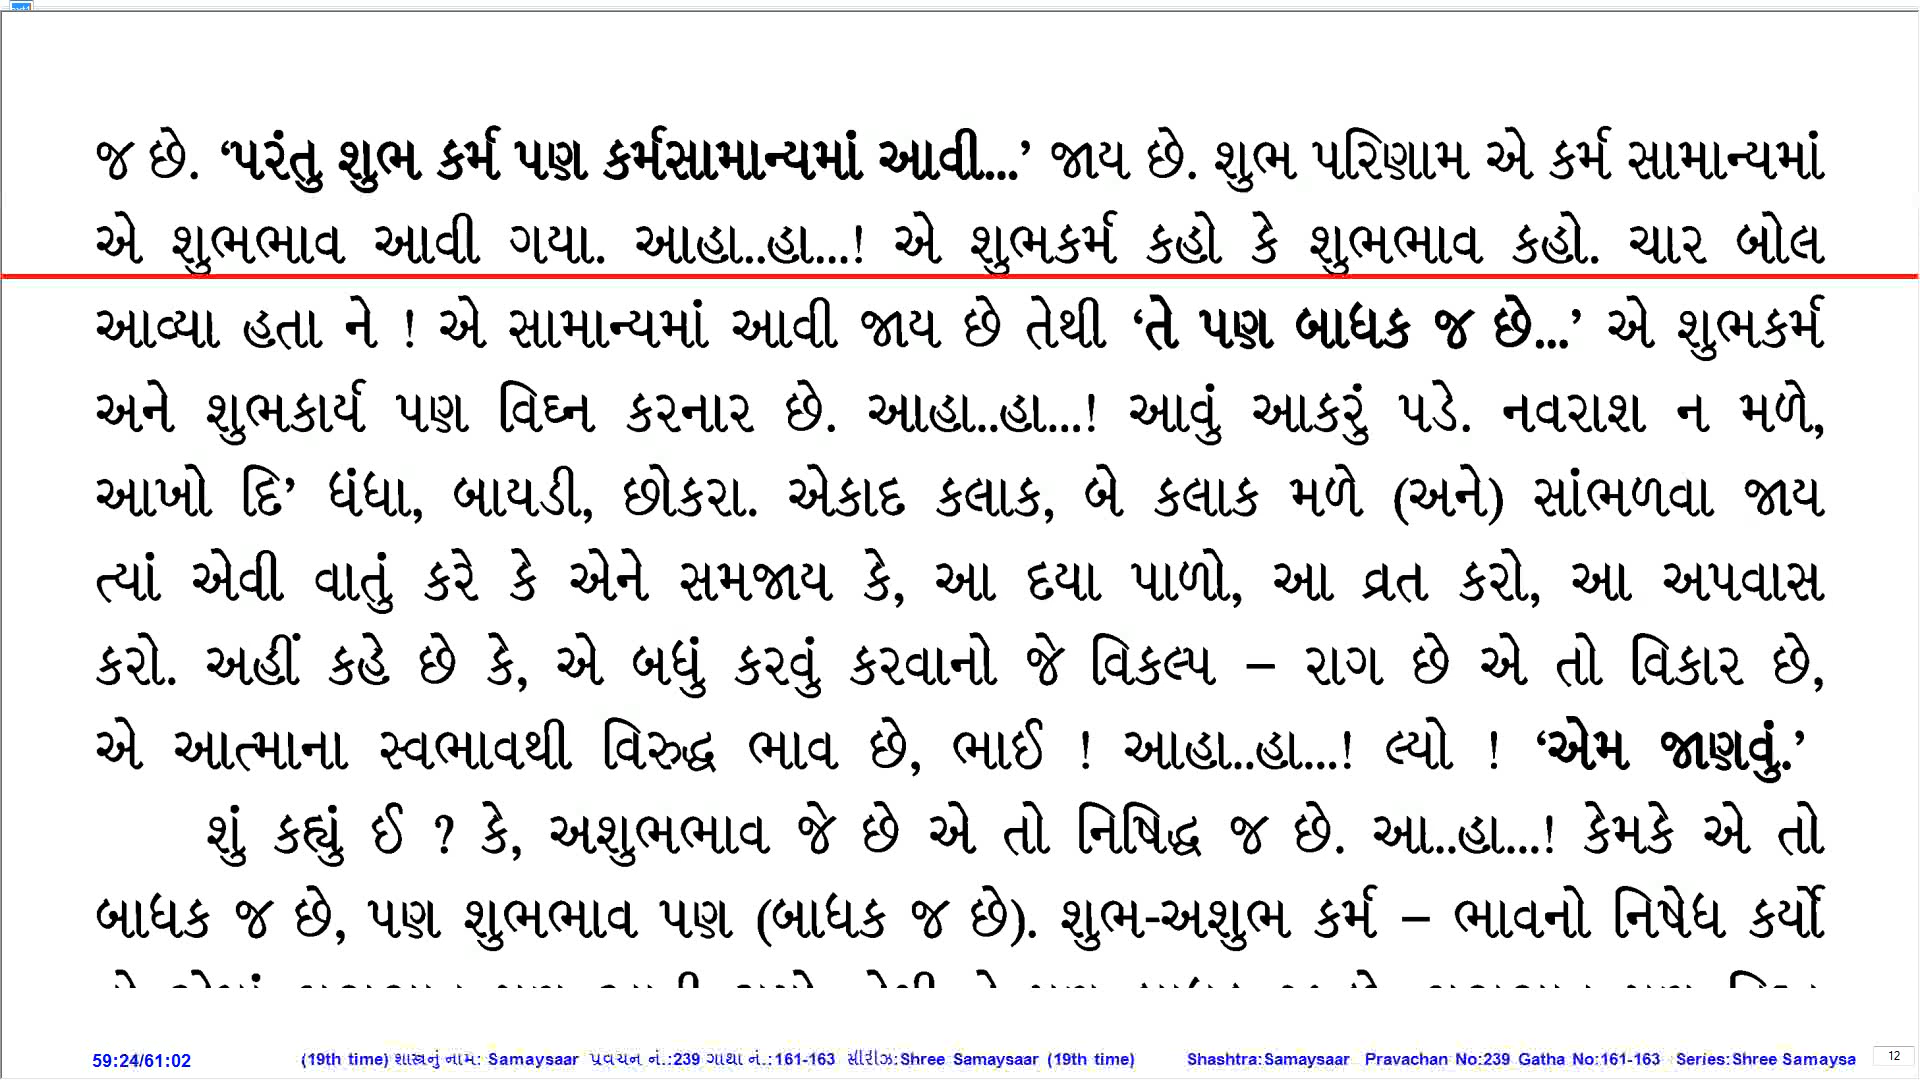 જ છે. ‘પરંતુ શુભ કર્મ પણ કર્મસામાન્યમાં આવી...’ જાય છે. શુભ પરિણામ એ કર્મ સામાન્યમાં
એ શુભભાવ આવી ગયા. આહા..હા...! એ શુભકર્મ કહો કે શુભભાવ કહો. ચાર બોલ
આવ્યા હતા ને ! એ સામાન્યમાં આવી જાય છે તેથી ‘તે પણ બાધક જ છે...’ એ શુભકર્મ
અને શુભકાર્ય પણ વિઘ્ન કરનાર છે. આહા..હા...! આવું આકરું પડે. નવરાશ ન મળે,
આખો દિ’ ધંધા, બાયડી, છોકરા. એકાદ કલાક, બે કલાક મળે (અને) સાંભળવા જાય
ત્યાં એવી વાતું કરે કે એને સમજાય કે, આ દયા પાળો, આ વ્રત કરો, આ અપવાસ
કરો. અહીં કહે છે કે, એ બધું કરવું કરવાનો જે વિકલ્પ – રાગ છે એ તો વિકાર છે,
એ આત્માના સ્વભાવથી વિરુદ્ધ ભાવ છે, ભાઈ ! આહા..હા...! લ્યો ! ‘એમ જાણવું.’
શું કહ્યું ઈ ? કે, અશુભભાવ જે છે એ તો નિષિદ્ધ જ છે. આ..હા...! કેમકે એ તો
બાધક જ છે, પણ શુભભાવ પણ (બાધક જ છે). શુભ-અશુભ કર્મ – ભાવનો નિષેધ કર્યો
59:24/61:02 (19th time) શાસ્ત્રનું નામ: Samaysaar પ્રવચન નં.:239 ગાથા નં.:161-163 સીરીઝ:Shree Samaysaar (19th time) Shashtra:Samaysaar Pravachan No:239 Gatha No:161-163 Series:Shree Samaysa 12